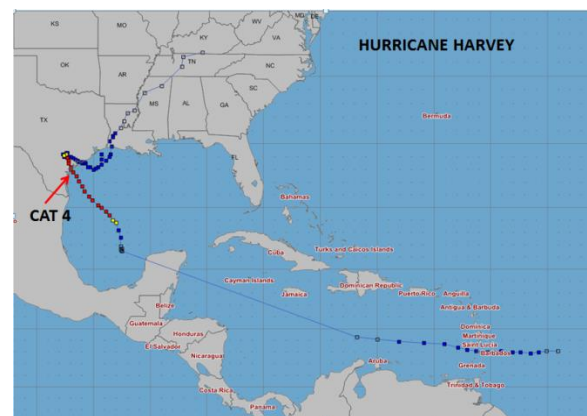 KS
MO
KY
WV
VA
MD
DE
OK
AR
TN
NC
TX
LA
MS
AL
GA
SC
FL
HURRICANE HARVEY
Bermuda
CAT 4
Bahamas
Cuba
Turks and Caicos Islands
Cayman Islands
Jamaica
Dominican Republic
Puerto Rico
Anguilla
Antigua & Barbuda
Belize
Guatemala
Honduras
El Salvador
Nicaragua
Dominica
Martinique
Saint Lucia
Barbados
Grenada
Aruba
Trinidad & Tobago
Costa Rica
Panama